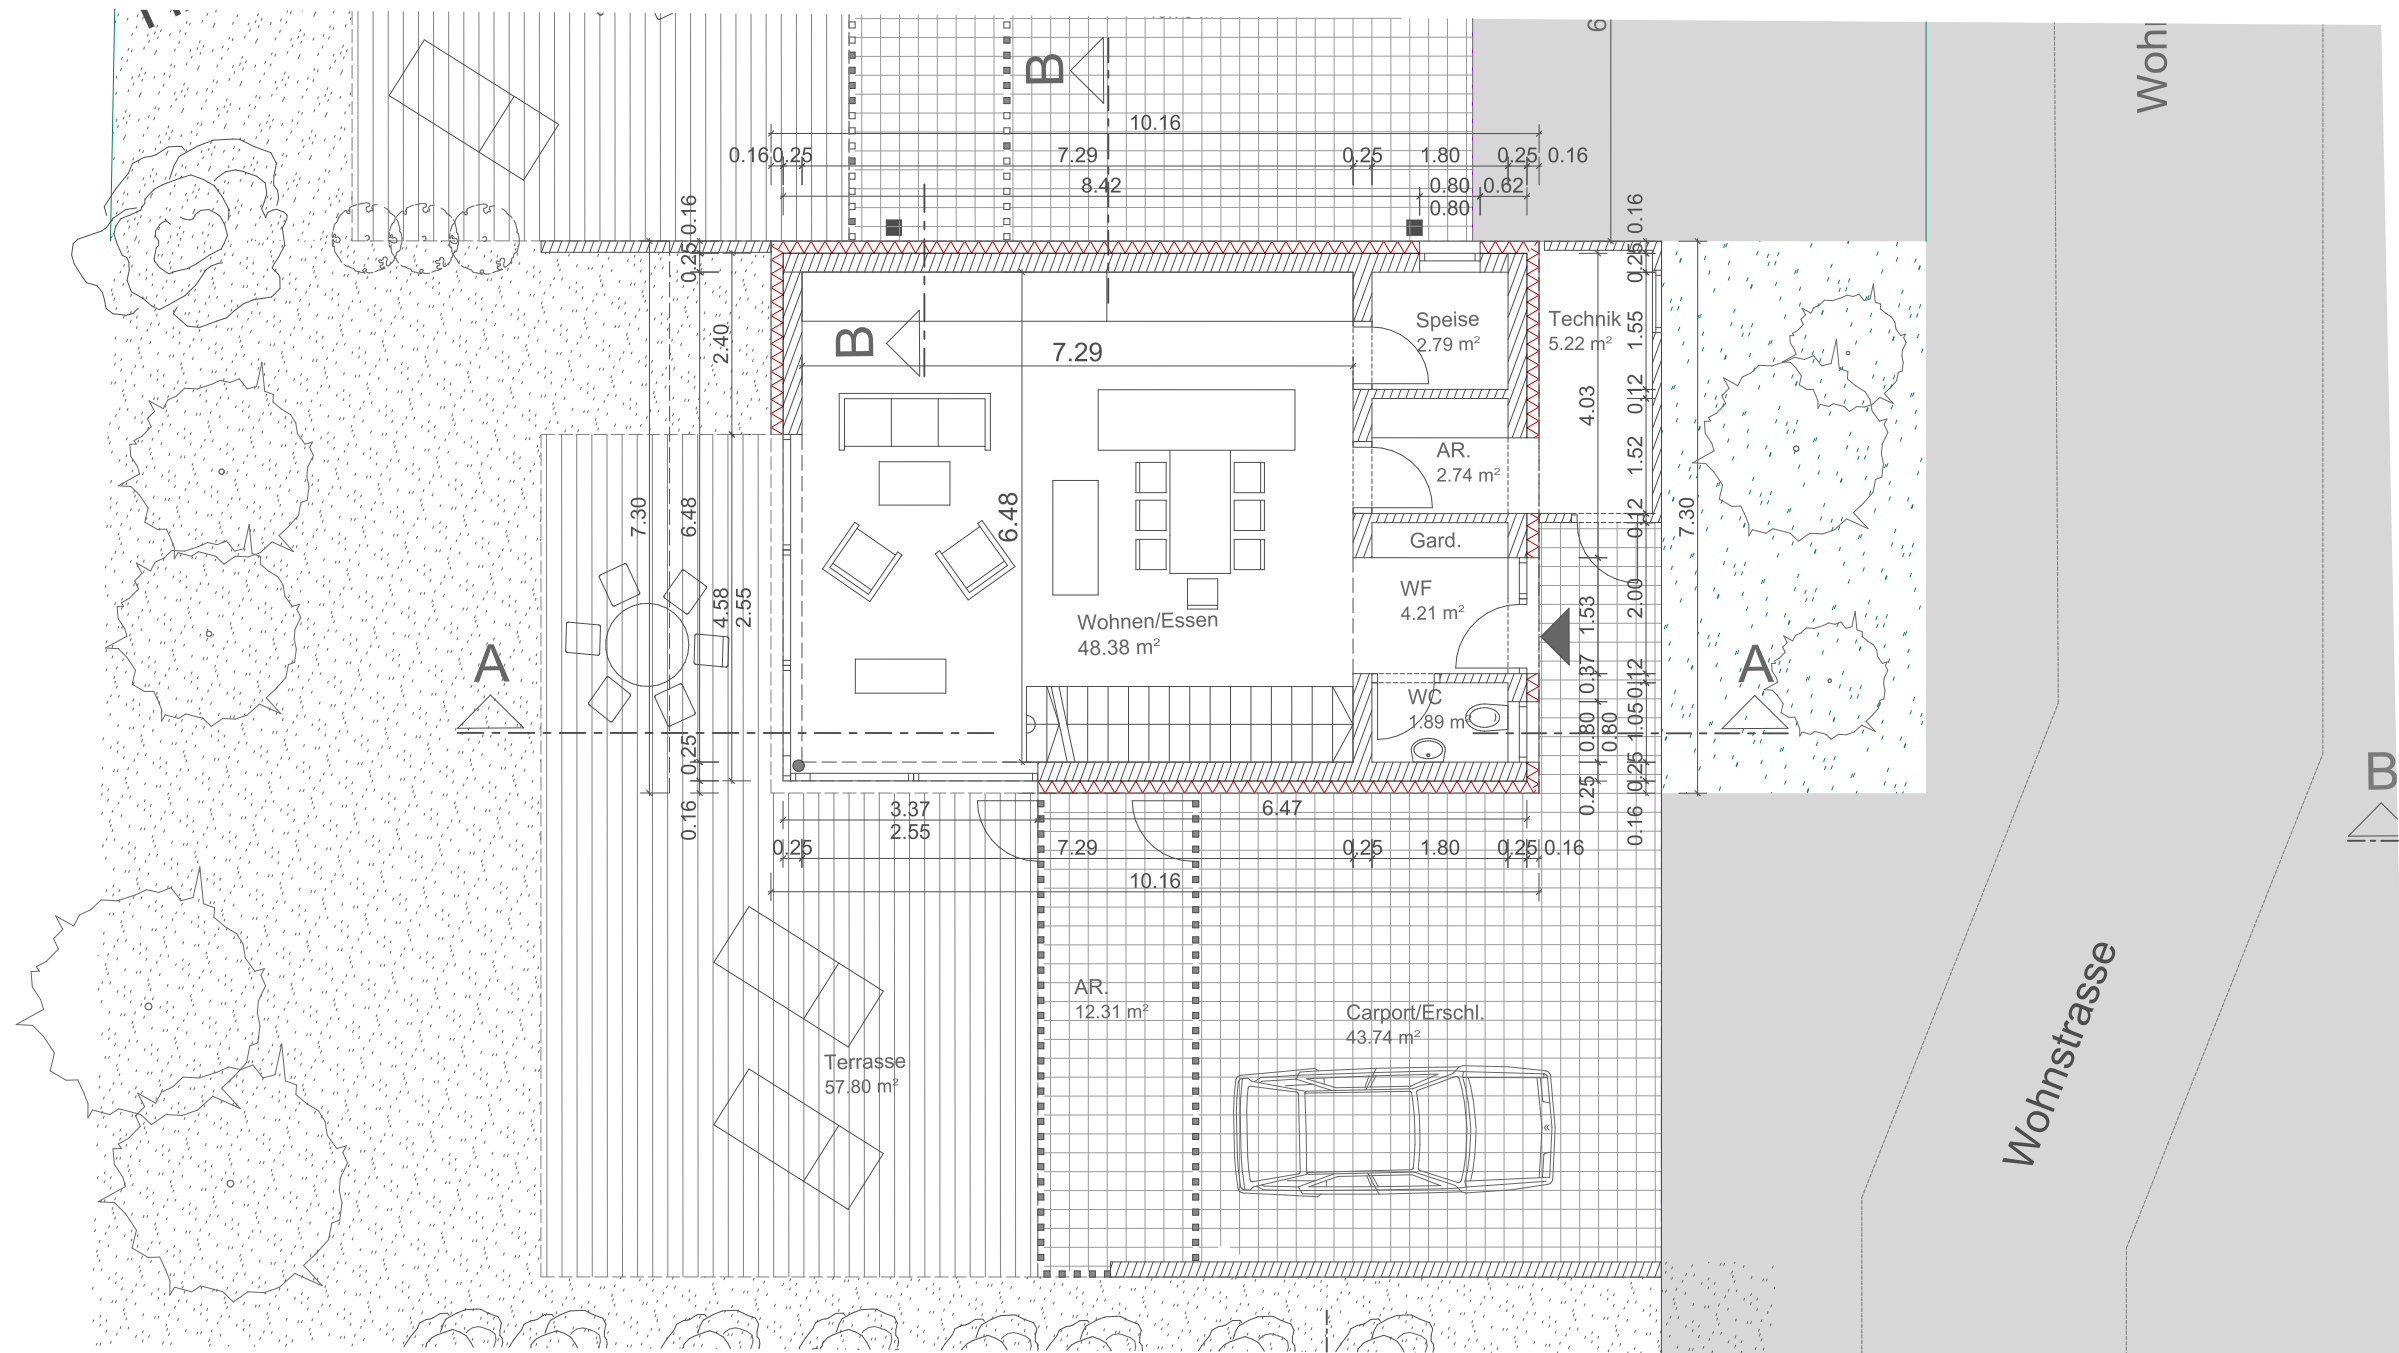 B
Wohn
6
10.16
0.16 0.25 7.29 0.25 1.80 0.25 0.16
8.42 0.80 0.62
0.80
0.16
0.25
2.40
7.30
6.48
4.58
2.55
0.25
0.16
B
7.29
6.48
Speise
2.79 m²
Technik
5.22 m²
AR.
2.74 m²
Gard.
WF
4.21 m²
Wohnen/Essen
48.38 m²
WC
1.89 m²
0.16
0.25
1.55
0.12
4.03
1.52
0.12
7.30
2.00
1.53
0.37
0.12
0.80
0.80
1.05
0.25
0.25
0.16
A
A
B
3.37 6.47
2.55
0.25 7.29 0.25 1.80 0.25 0.16
10.16
AR.
12.31 m²
Carport/Erschl.
43.74 m²
Terrasse
57.80 m²
Wohnstrasse